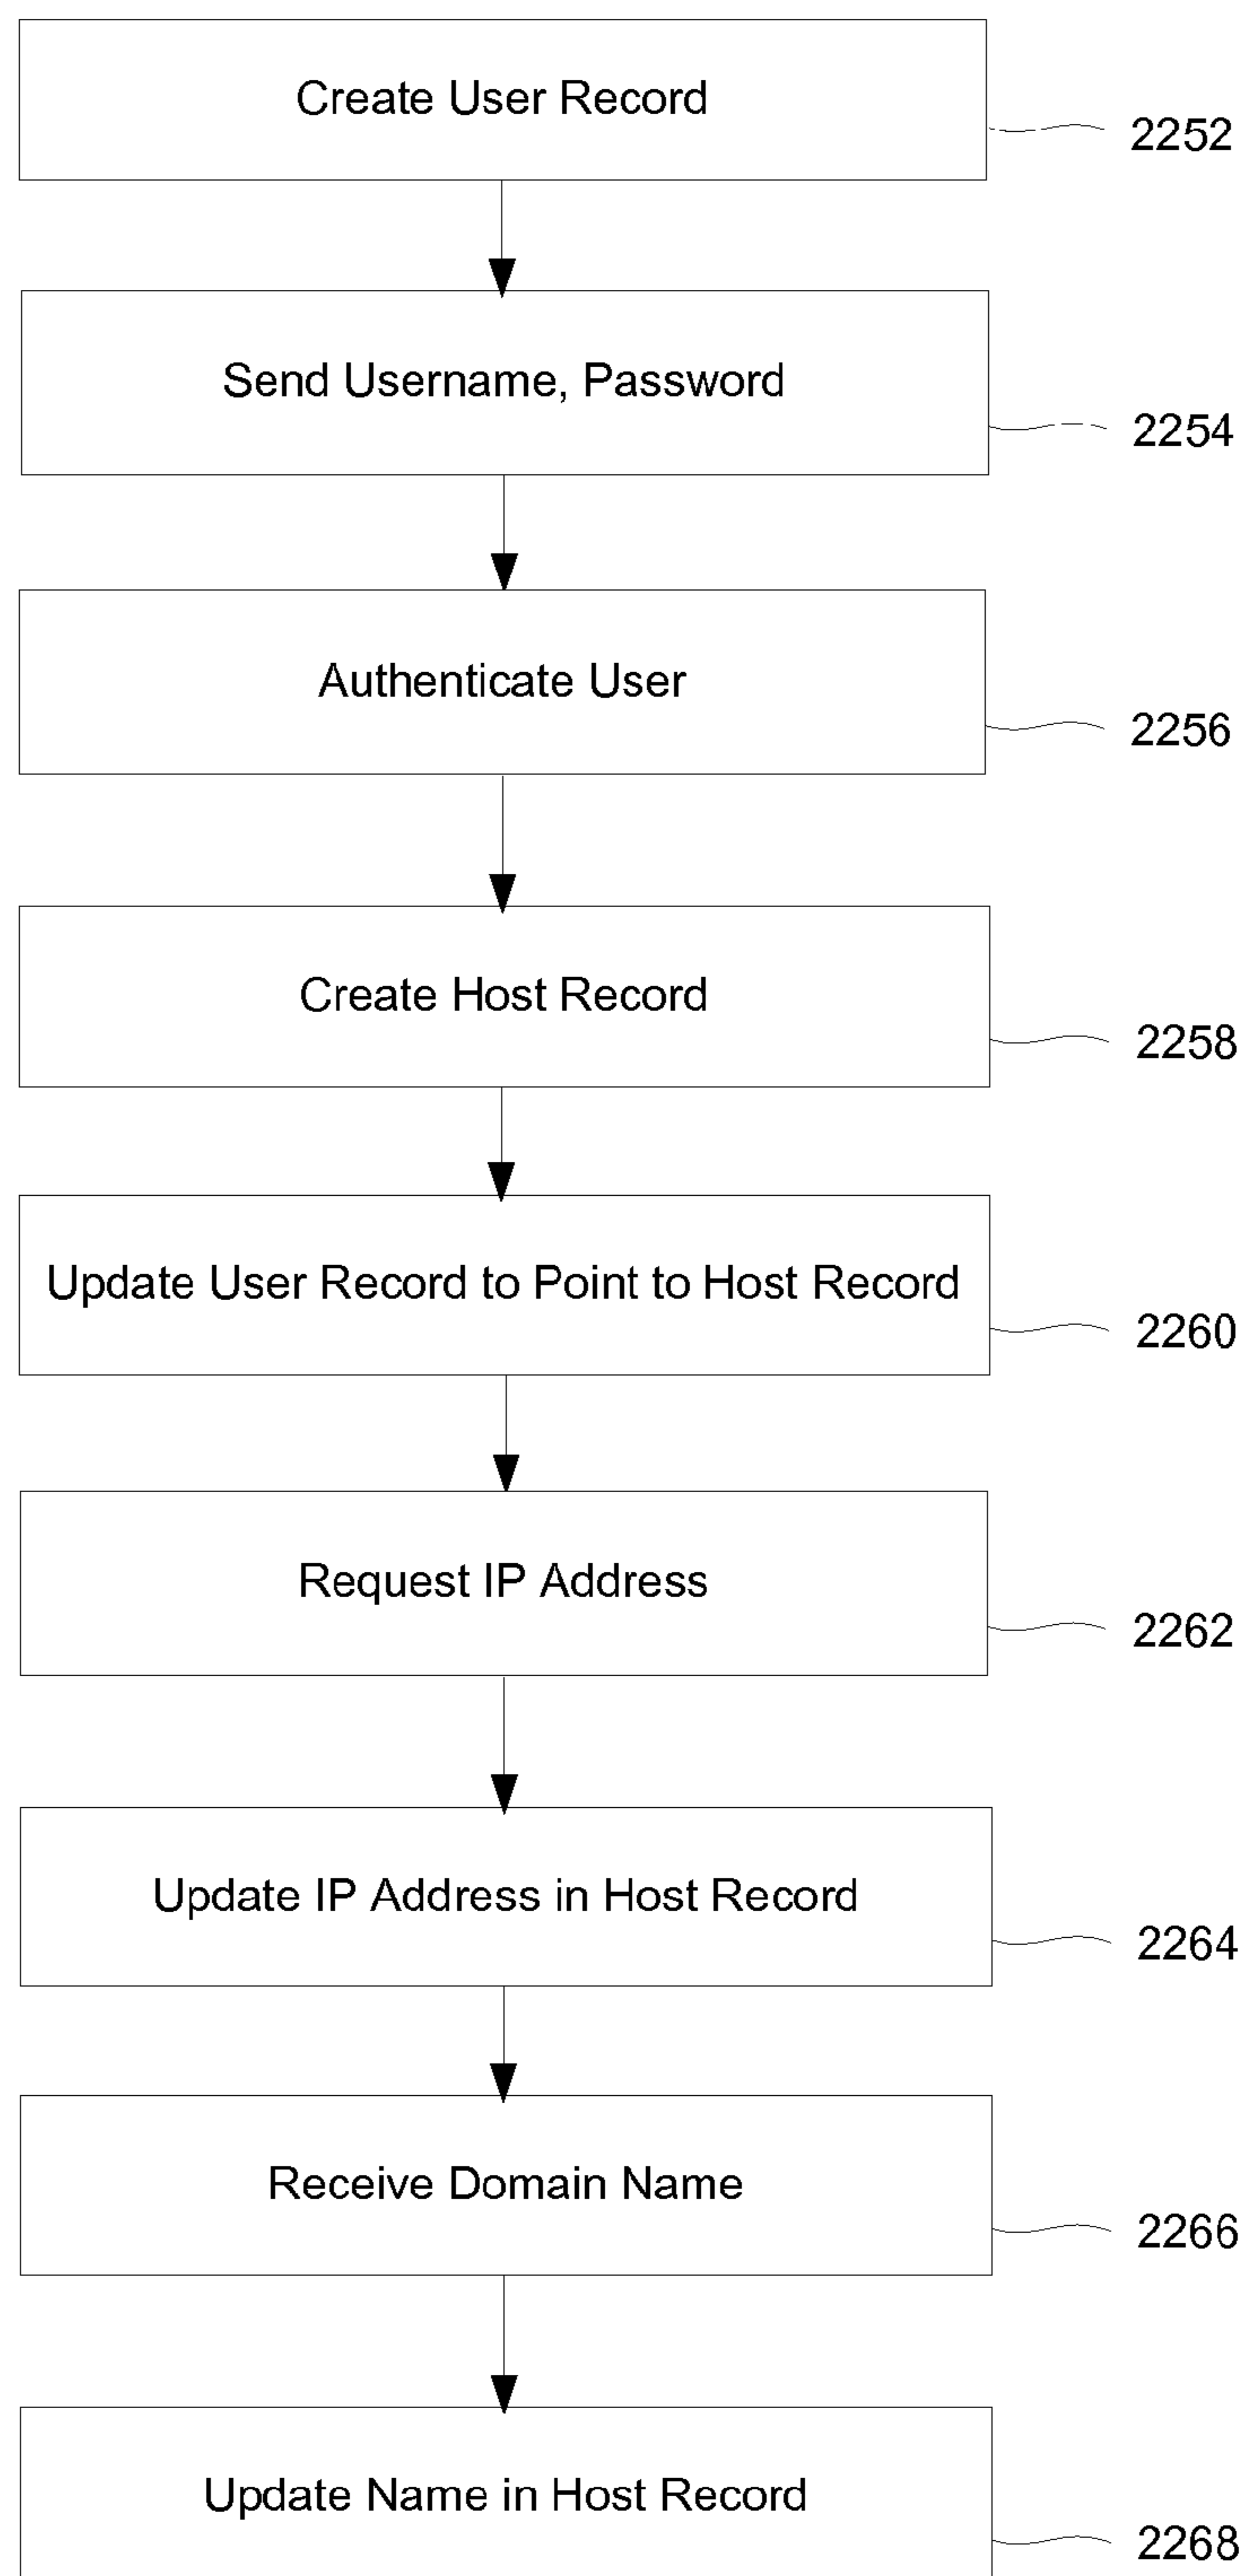 Create User Record
2252
Send Username, Password
2254
Authenticate User
2256
Create Host Record
2258
Update User Record to Point to Host Record
2260
Request IP Address
2262
Update IP Address in Host Record
2264
Receive Domain Name
2266
Update Name in Host Record
2268